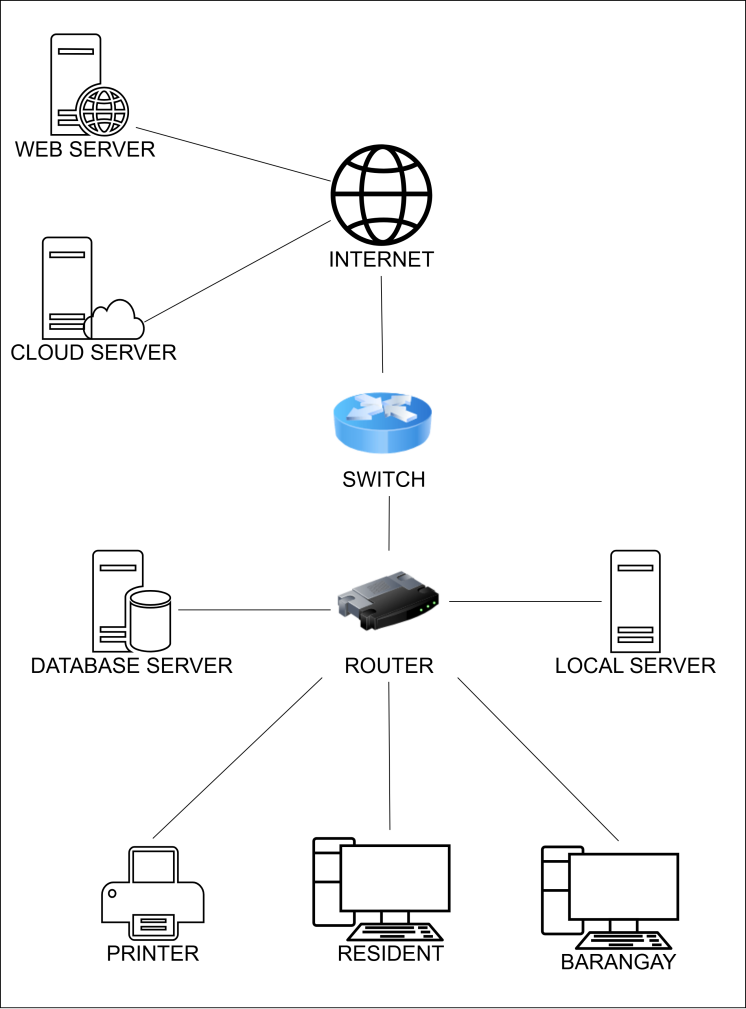 WEB SERVER
INTERNET
CLOUD SERVER
SWITCH
DATABASE SERVER
ROUTER
LOCAL SERVER
PRINTER
RESIDENT
BARANGAY